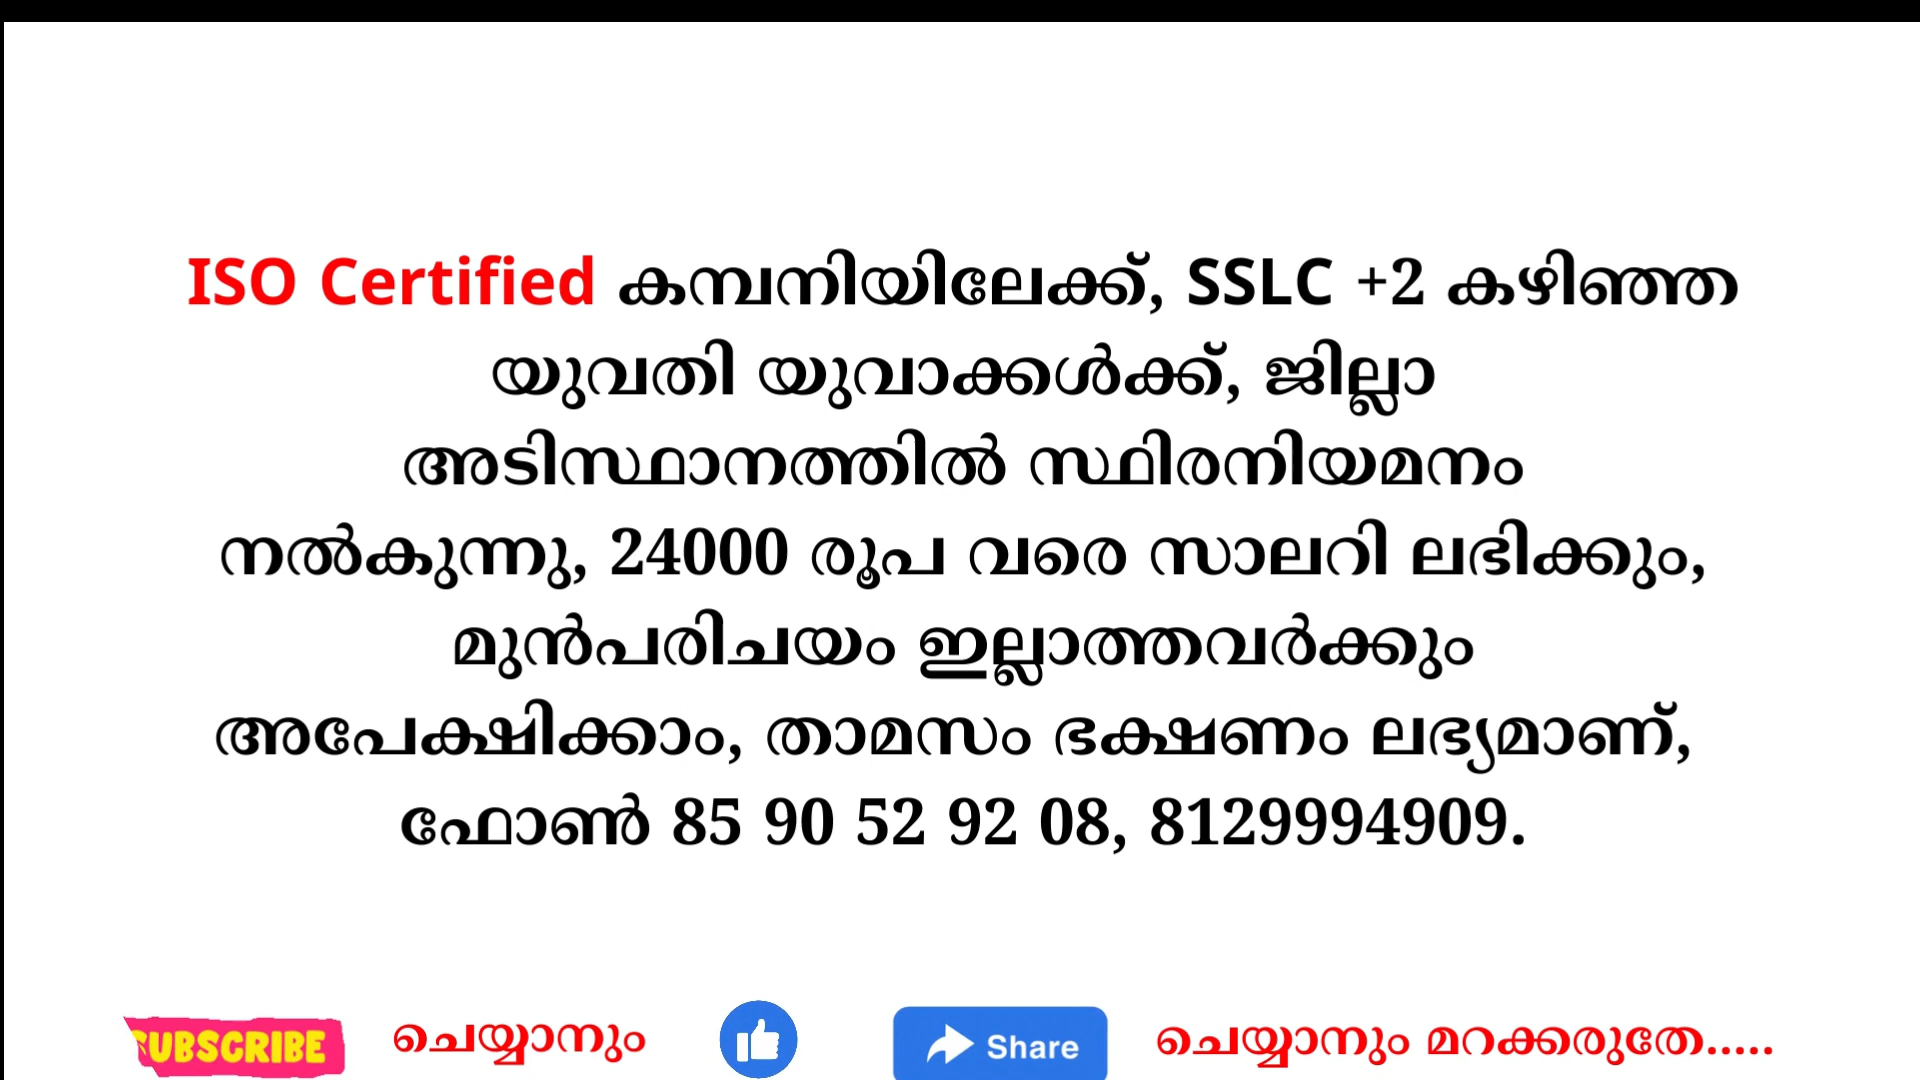 ISO Certified കമ്പനിയിലേക്ക്, SSLC +2 കഴിഞ്ഞ
യുവതി യുവാക്കൾക്ക്, ജില്ലാ
അടിസ്ഥാനത്തിൽ സ്ഥിരനിയമനം
നൽകുന്നു, 24000 രൂപ വരെ സാലറി ലഭിക്കും,
മുൻപരിചയം ഇല്ലാത്തവർക്കും
അപേക്ഷിക്കാം, താമസം ഭക്ഷണം ലഭ്യമാണ്,
ഫോൺ 85 90 52 92 08, 8129994909.
SUBSCRIBE ചെയ്യാനും Share ചെയ്യാനും മറക്കരുതേ.....